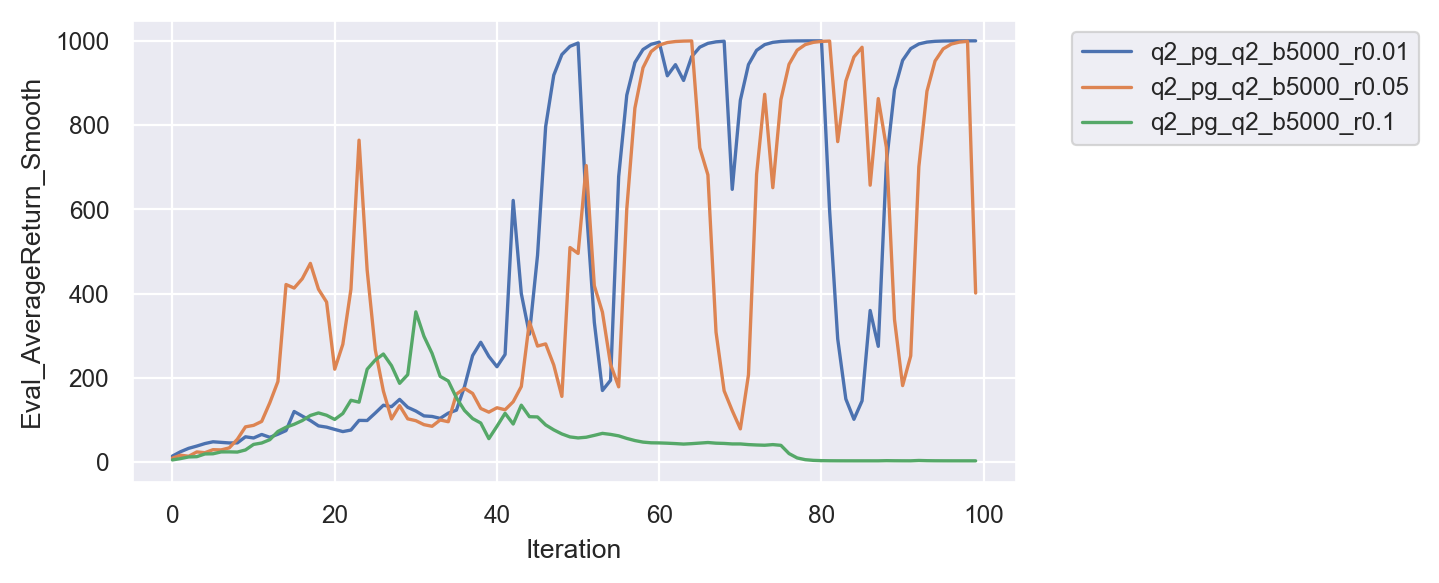 1000
800
600
400
200
0
Eval_AverageReturn_Smooth
0 20 40 60 80 100
Iteration
q2_pg_q2_b5000_r0.01
q2_pg_q2_b5000_r0.05
q2_pg_q2_b5000_r0.1